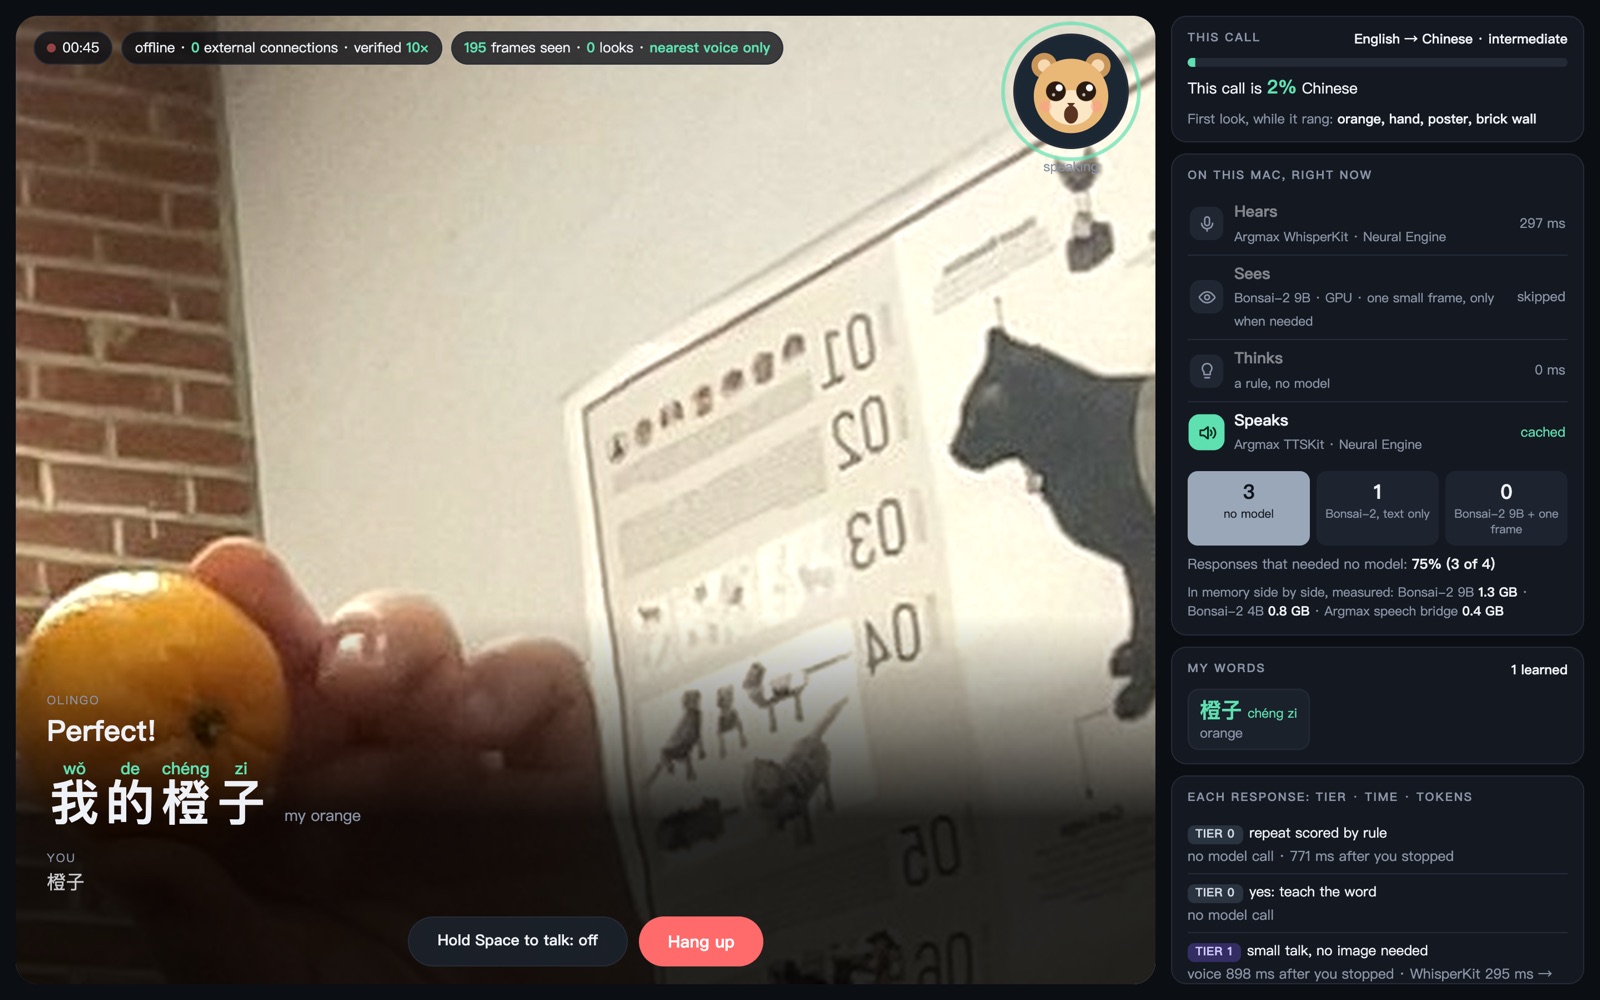 00:45
offline · 0 external connections · verified 10×
195 frames seen · 0 looks · nearest voice only
speaking
01
02
03
04
05
06
OLINGO
Perfect!
wǒ de chéng zi
我的橙子 my orange
YOU
橙子
Hold Space to talk: off
Hang up
THIS CALL
English → Chinese · intermediate
This call is 2% Chinese
First look, while it rang: orange, hand, poster, brick wall
ON THIS MAC, RIGHT NOW
Hears
Argmax WhisperKit · Neural Engine
297 ms
Sees
Bonsai-2 9B · GPU · one small frame, only
when needed
skipped
Thinks
a rule, no model
0 ms
Speaks
Argmax TTSKit · Neural Engine
cached
3
no model
1
Bonsai-2, text only
0
Bonsai-2 9B + one
frame
Responses that needed no model: 75% (3 of 4)
In memory side by side, measured: Bonsai-2 9B 1.3 GB ·
Bonsai-2 4B 0.8 GB · Argmax speech bridge 0.4 GB
MY WORDS
1 learned
橙子 chéng zi
orange
EACH RESPONSE: TIER · TIME · TOKENS
TIER 0 repeat scored by rule
no model call · 771 ms after you stopped
TIER 0 yes: teach the word
no model call
TIER 1 small talk, no image needed
voice 898 ms after you stopped · WhisperKit 295 ms →